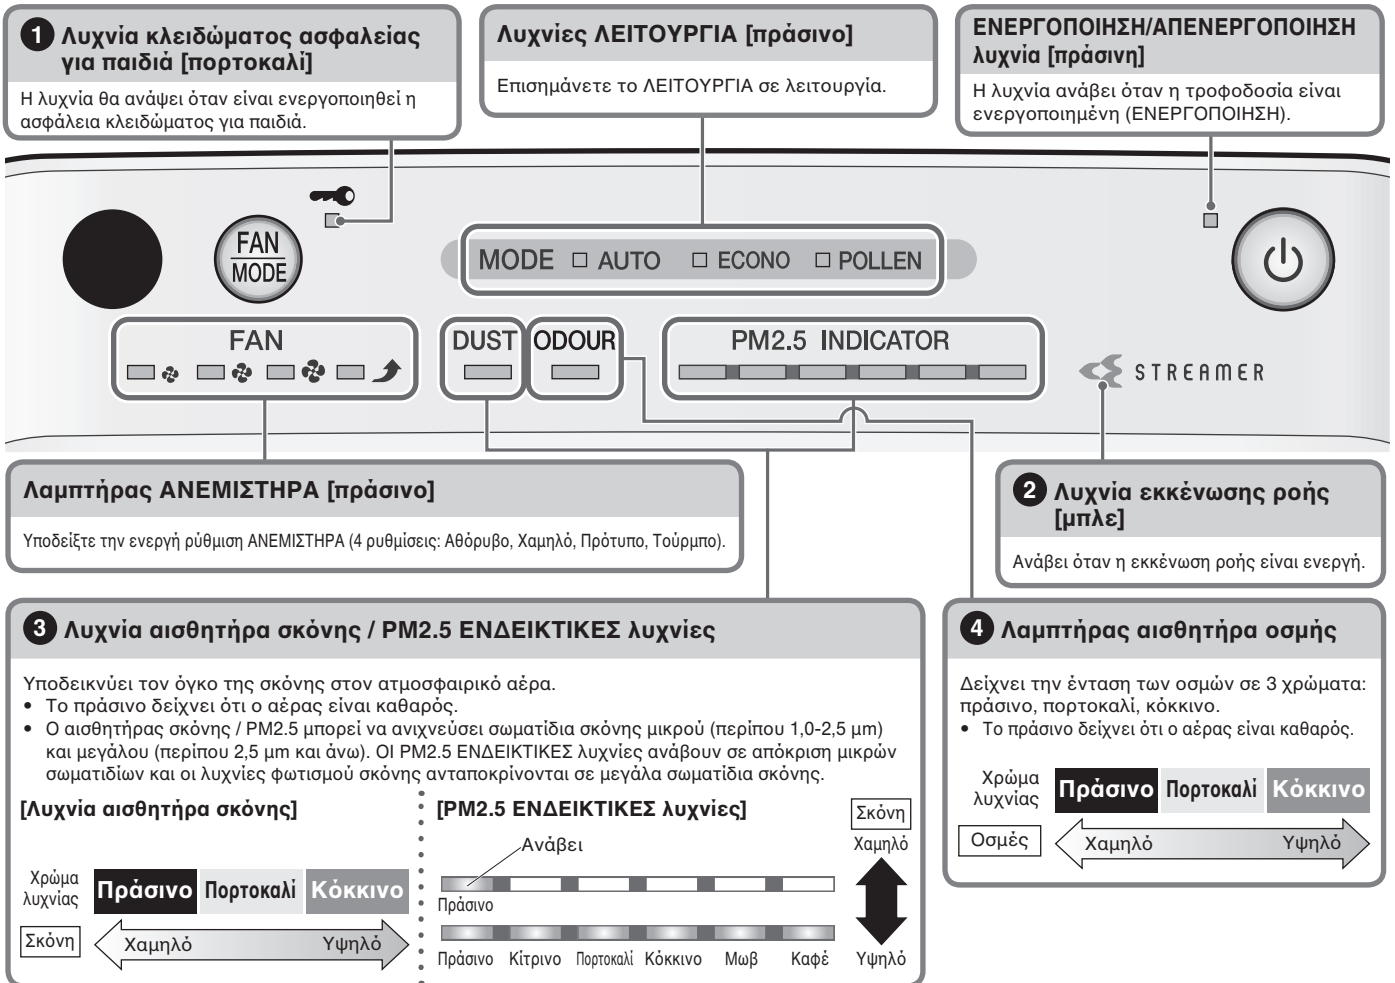 1 Λυχνία κλειδώματος ασφαλείας
για παιδιά [πορτοκαλί]
Η λυχνία θα ανάψει όταν είναι ενεργοποιηθεί η
ασφάλεια κλειδώματος για παιδιά.
Λυχνίες ΛΕΙΤΟΥΡΓΙΑ [πράσινο]
Επισημάνετε το ΛΕΙΤΟΥΡΓΙΑ σε λειτουργία.
ΕΝΕΡΓΟΠΟΙΗΣΗ/ΑΠΕΝΕΡΓΟΠΟΙΗΣΗ
λυχνία [πράσινη]
Η λυχνία ανάβει όταν η τροφοδοσία είναι
ενεργοποιημένη (ΕΝΕΡΓΟΠΟΙΗΣΗ).
FAN
MODE
MODE AUTO ECONO POLLEN
FAN
DUST
ODOUR
PM2.5 INDICATOR
STREAMER
Λαμπτήρας ΑΝΕΜΙΣΤΗΡΑ [πράσινο]
Υποδείξτε την ενεργή ρύθμιση ΑΝΕΜΙΣΤΗΡΑ (4 ρυθμίσεις: Αθόρυβο, Χαμηλό, Πρότυπο, Τούρμπο).
2 Λυχνία εκκένωσης ροής
[μπλε]
Ανάβει όταν η εκκένωση ροής είναι ενεργή.
3 Λυχνία αισθητήρα σκόνης / PM2.5 ΕΝΔΕΙΚΤΙΚΕΣ λυχνίες
Υποδεικνύει τον όγκο της σκόνης στον ατμοσφαιρικό αέρα.
• Το πράσινο δείχνει ότι ο αέρας είναι καθαρός.
• Ο αισθητήρας σκόνης / PM2.5 μπορεί να ανιχνεύσει σωματίδια σκόνης μικρού (περίπου 1,0-2,5 μm)
και μεγάλου (περίπου 2,5 μm και άνω). ΟΙ PM2.5 ΕΝΔΕΙΚΤΙΚΕΣ λυχνίες ανάβουν σε απόκριση μικρών
σωματιδίων και οι λυχνίες φωτισμού σκόνης ανταποκρίνονται σε μεγάλα σωματίδια σκόνης.
[Λυχνία αισθητήρα σκόνης]
Χρώμα
λυχνίας
Πράσινο Πορτοκαλί Κόκκινο
Σκόνη
Χαμηλό Υψηλό
[PM2.5 ΕΝΔΕΙΚΤΙΚΕΣ λυχνίες]
Ανάβει
Πράσινο
Πράσινο Κίτρινο Πορτοκαλί Κόκκινο Μωβ Καφέ
Σκόνη
Χαμηλό
Υψηλό
4 Λαμπτήρας αισθητήρα οσμής
Δείχνει την ένταση των οσμών σε 3 χρώματα:
πράσινο, πορτοκαλί, κόκκινο.
• Το πράσινο δείχνει ότι ο αέρας είναι καθαρός.
Χρώμα
λυχνίας
Πράσινο Πορτοκαλί Κόκκινο
Οσμές
Χαμηλό Υψηλό